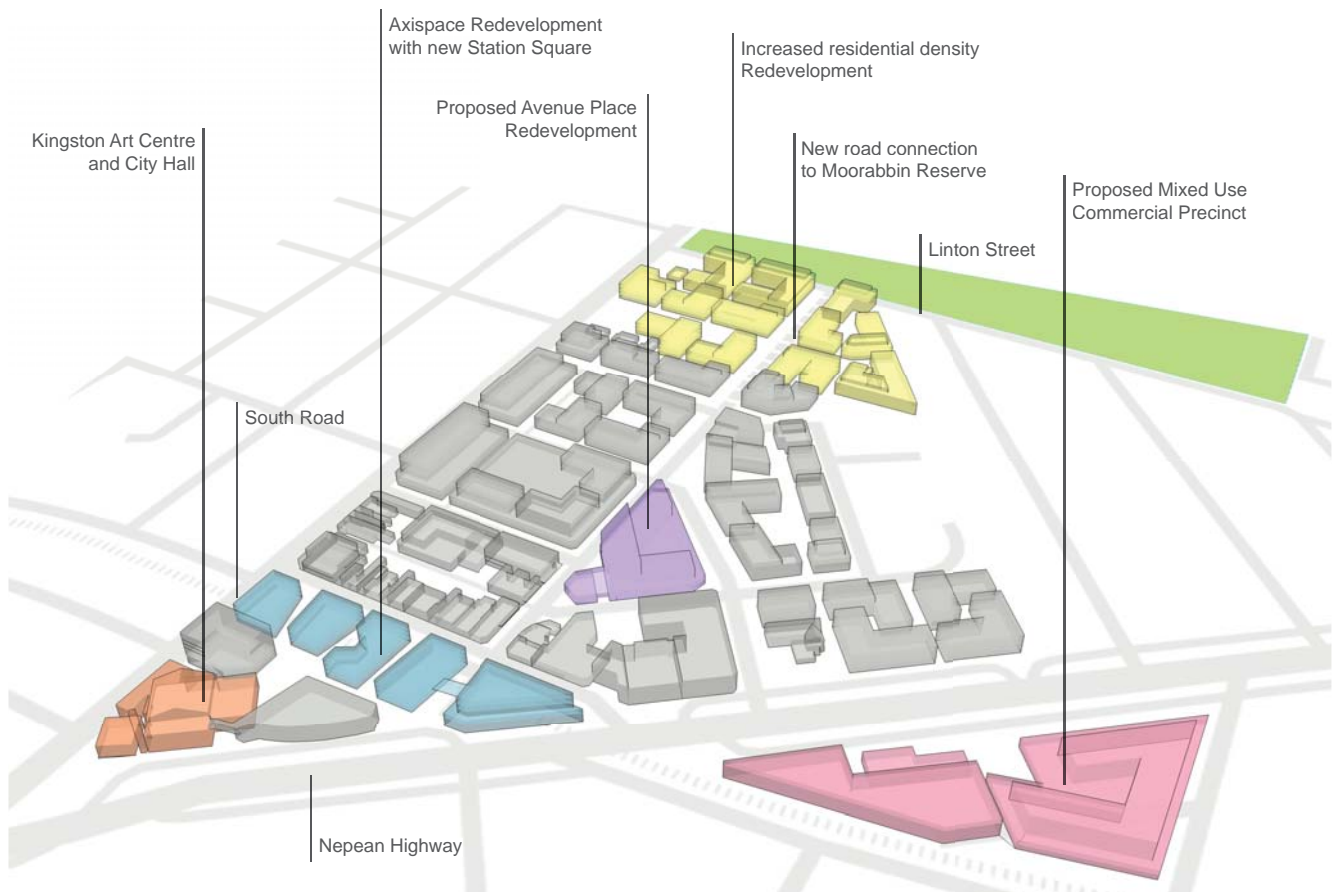 Axispace Redevelopment
with new Station Square
Increased residential density
Redevelopment
Proposed Avenue Place
Redevelopment
Kingston Art Centre
and City Hall
New road connection
to Moorabbin Reserve
Proposed Mixed Use
Commercial Precinct
Linton Street
South Road
Nepean Highway